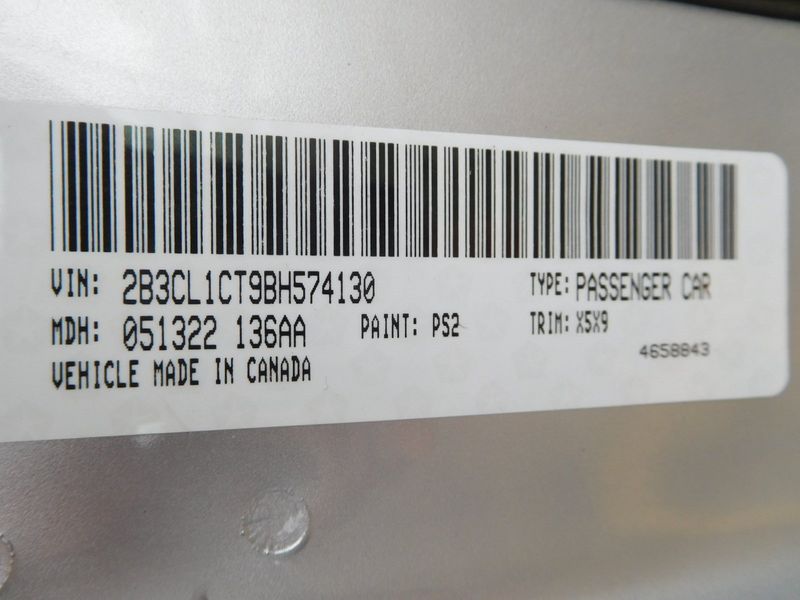 VIN: 2B3CL1CT9BH574130 TYPE: PASSENGER CAR
MDH: 051322 136AA PAINT: PS2 TRIM: X5X9
VEHICLE MADE IN CANADA 4658843